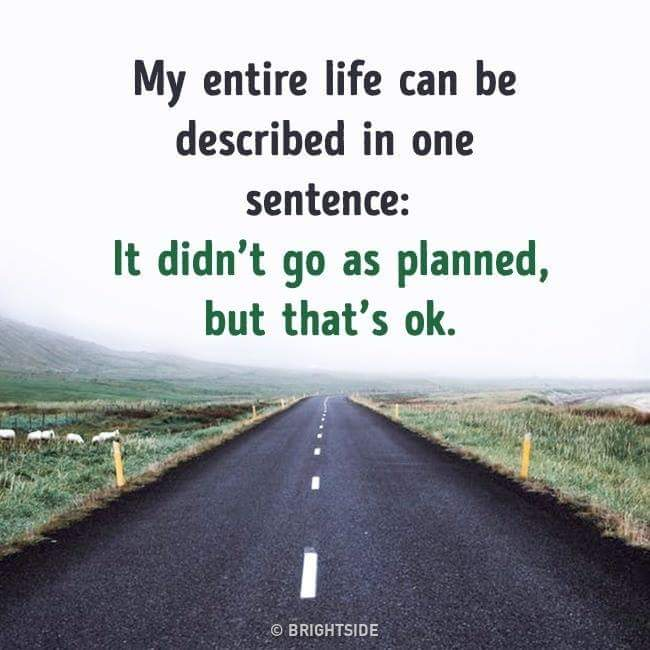 My entire life can be
described in one
sentence:
It didn't go as planned,
but that's ok.
© BRIGHTSIDE